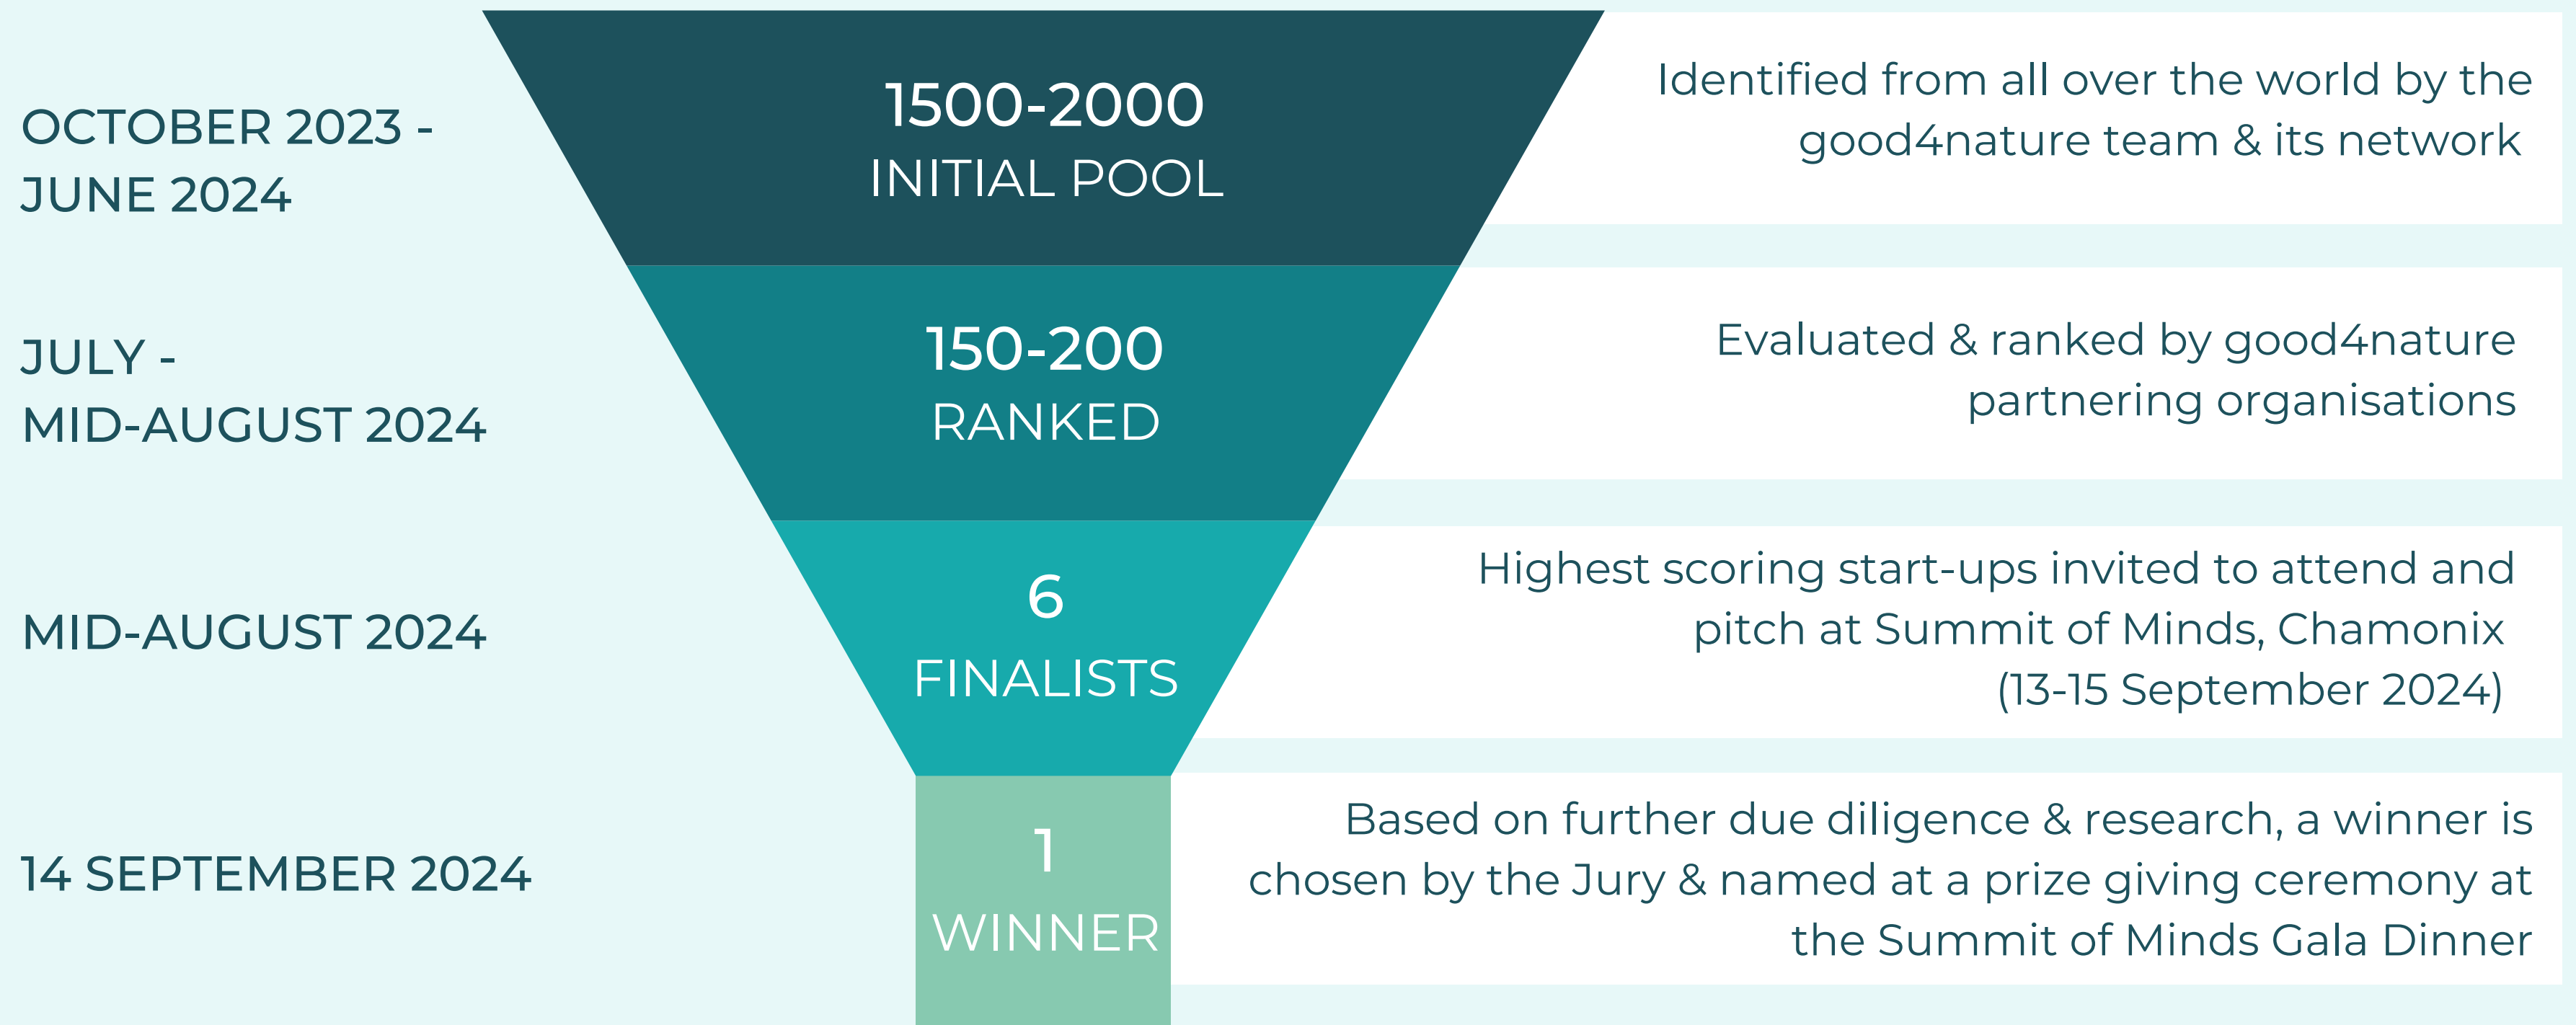 OCTOBER 2023 -
JUNE 2024
1500-2000
INITIAL POOL
Identified from all over the world by the
good4nature team & its network
JULY -
MID-AUGUST 2024
150-200
RANKED
Evaluated & ranked by good4nature
partnering organisations
MID-AUGUST 2024
6
FINALISTS
Highest scoring start-ups invited to attend and
pitch at Summit of Minds, Chamonix
(13-15 September 2024)
14 SEPTEMBER 2024
1
WINNER
Based on further due diligence & research, a winner is
chosen by the Jury & named at a prize giving ceremony at
the Summit of Minds Gala Dinner